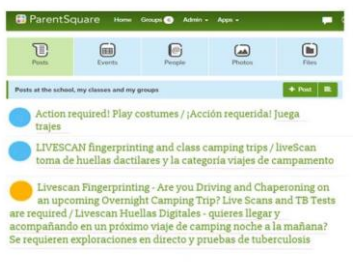 ParentSquare Home Groups 4 Admin Apps
Posts Events People Photos Files
Posts at the school, my classes and my groups + Post
Action required! Play costumes / ¡Acción requerida! Juega
trajes
LIVESCAN fingerprinting and class camping trips / liveScan
toma de huellas dactilares y la categoría viajes de campamento
Livescan Fingerprinting - Are you Driving and Chaperoning on
an upcoming Overnight Camping Trip? Live Scans and TB Tests
are required / Livescan Huellas Digitales - quieres llegar y
acompañando en un próximo viaje de camping noche a la mañana?
Se requieren exploraciones en directo y pruebas de tuberculosis